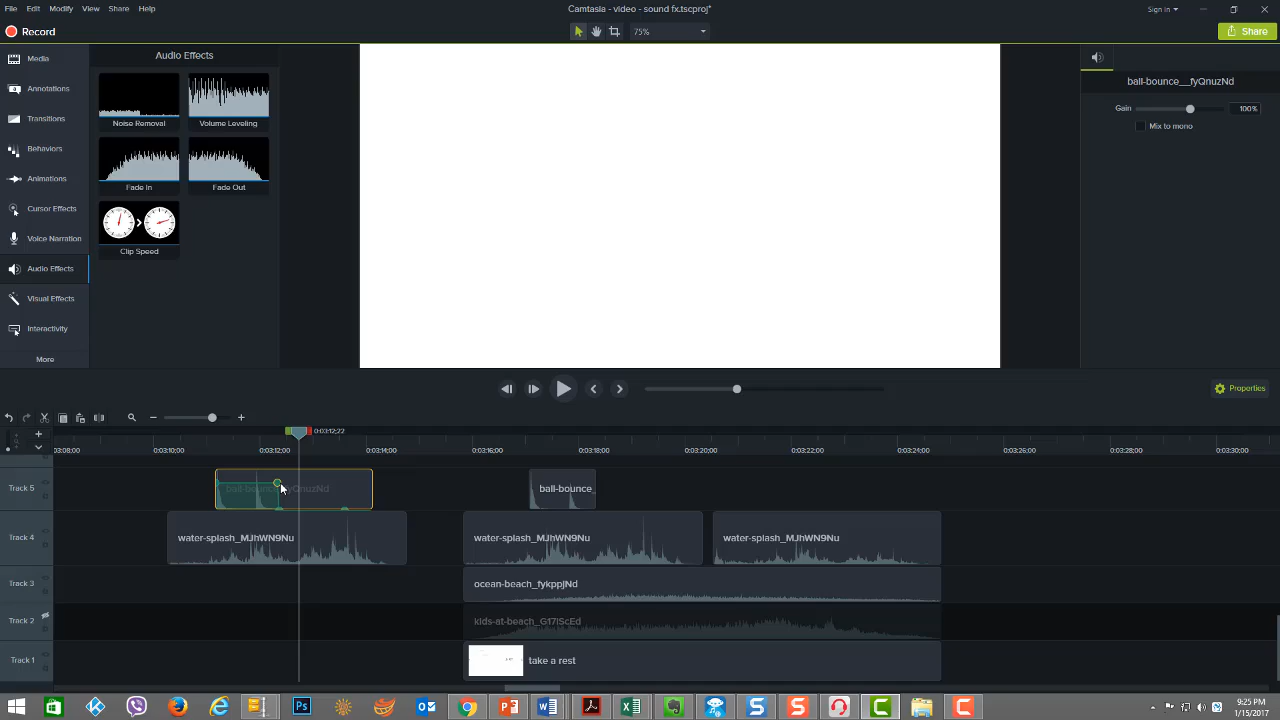 File Edit Modify View Share Help
Camtasia - video - sound fx.tscproj*
Sign in
Record
75%
Share
Media
Annotations
Transitions
Behaviors
Animations
Cursor Effects
Voice Narration
Audio Effects
Visual Effects
Interactivity
More
Audio Effects
Noise Removal
Volume Leveling
Fade In
Fade Out
Clip Speed
ball-bounce__fyQnuzNd
Gain
100%
Mix to mono
Properties
0:03:12;22
0:03:08;00 0:03:10;00 0:03:12;00 0:03:14;00 0:03:16;00 0:03:18;00 0:03:20;00 0:03:22;00 0:03:24;00 0:03:26;00 0:03:28;00 0:03:30;00
Track 5
ball-bounce__fyQnuzNd
ball-bounce_
Track 4
water-splash_MJhWN9Nu
water-splash_MJhWN9Nu
water-splash_MJhWN9Nu
Track 3
ocean-beach_fykppjNd
Track 2
kids-at-beach_G17IScEd
Track 1
take a rest
9:25 PM
1/15/2017